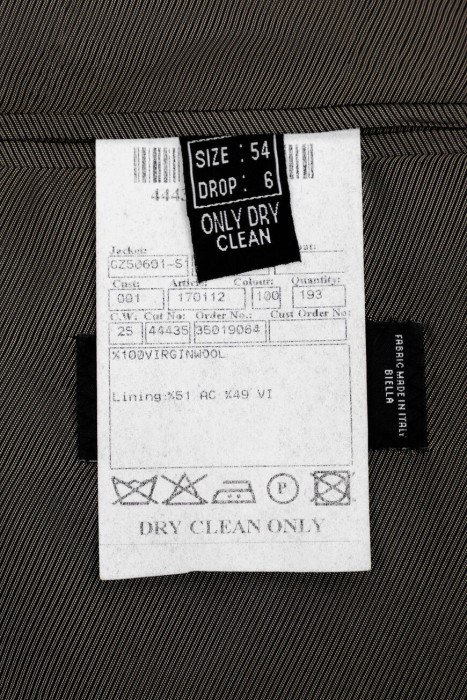 SIZE : 54
DROP : 6
ONLY DRY
CLEAN
Jacket:
GZ50601-S
Cust: Article: Colour: Quantity:
001 170112 100 193
C.W. Cut No: Order No.: Cust Order No:
25 44435 35019064
%100VIRGINWOOL
Lining:%51 AC %49 VI
P
DRY CLEAN ONLY
FABRIC MADE IN ITALY
BIELLA